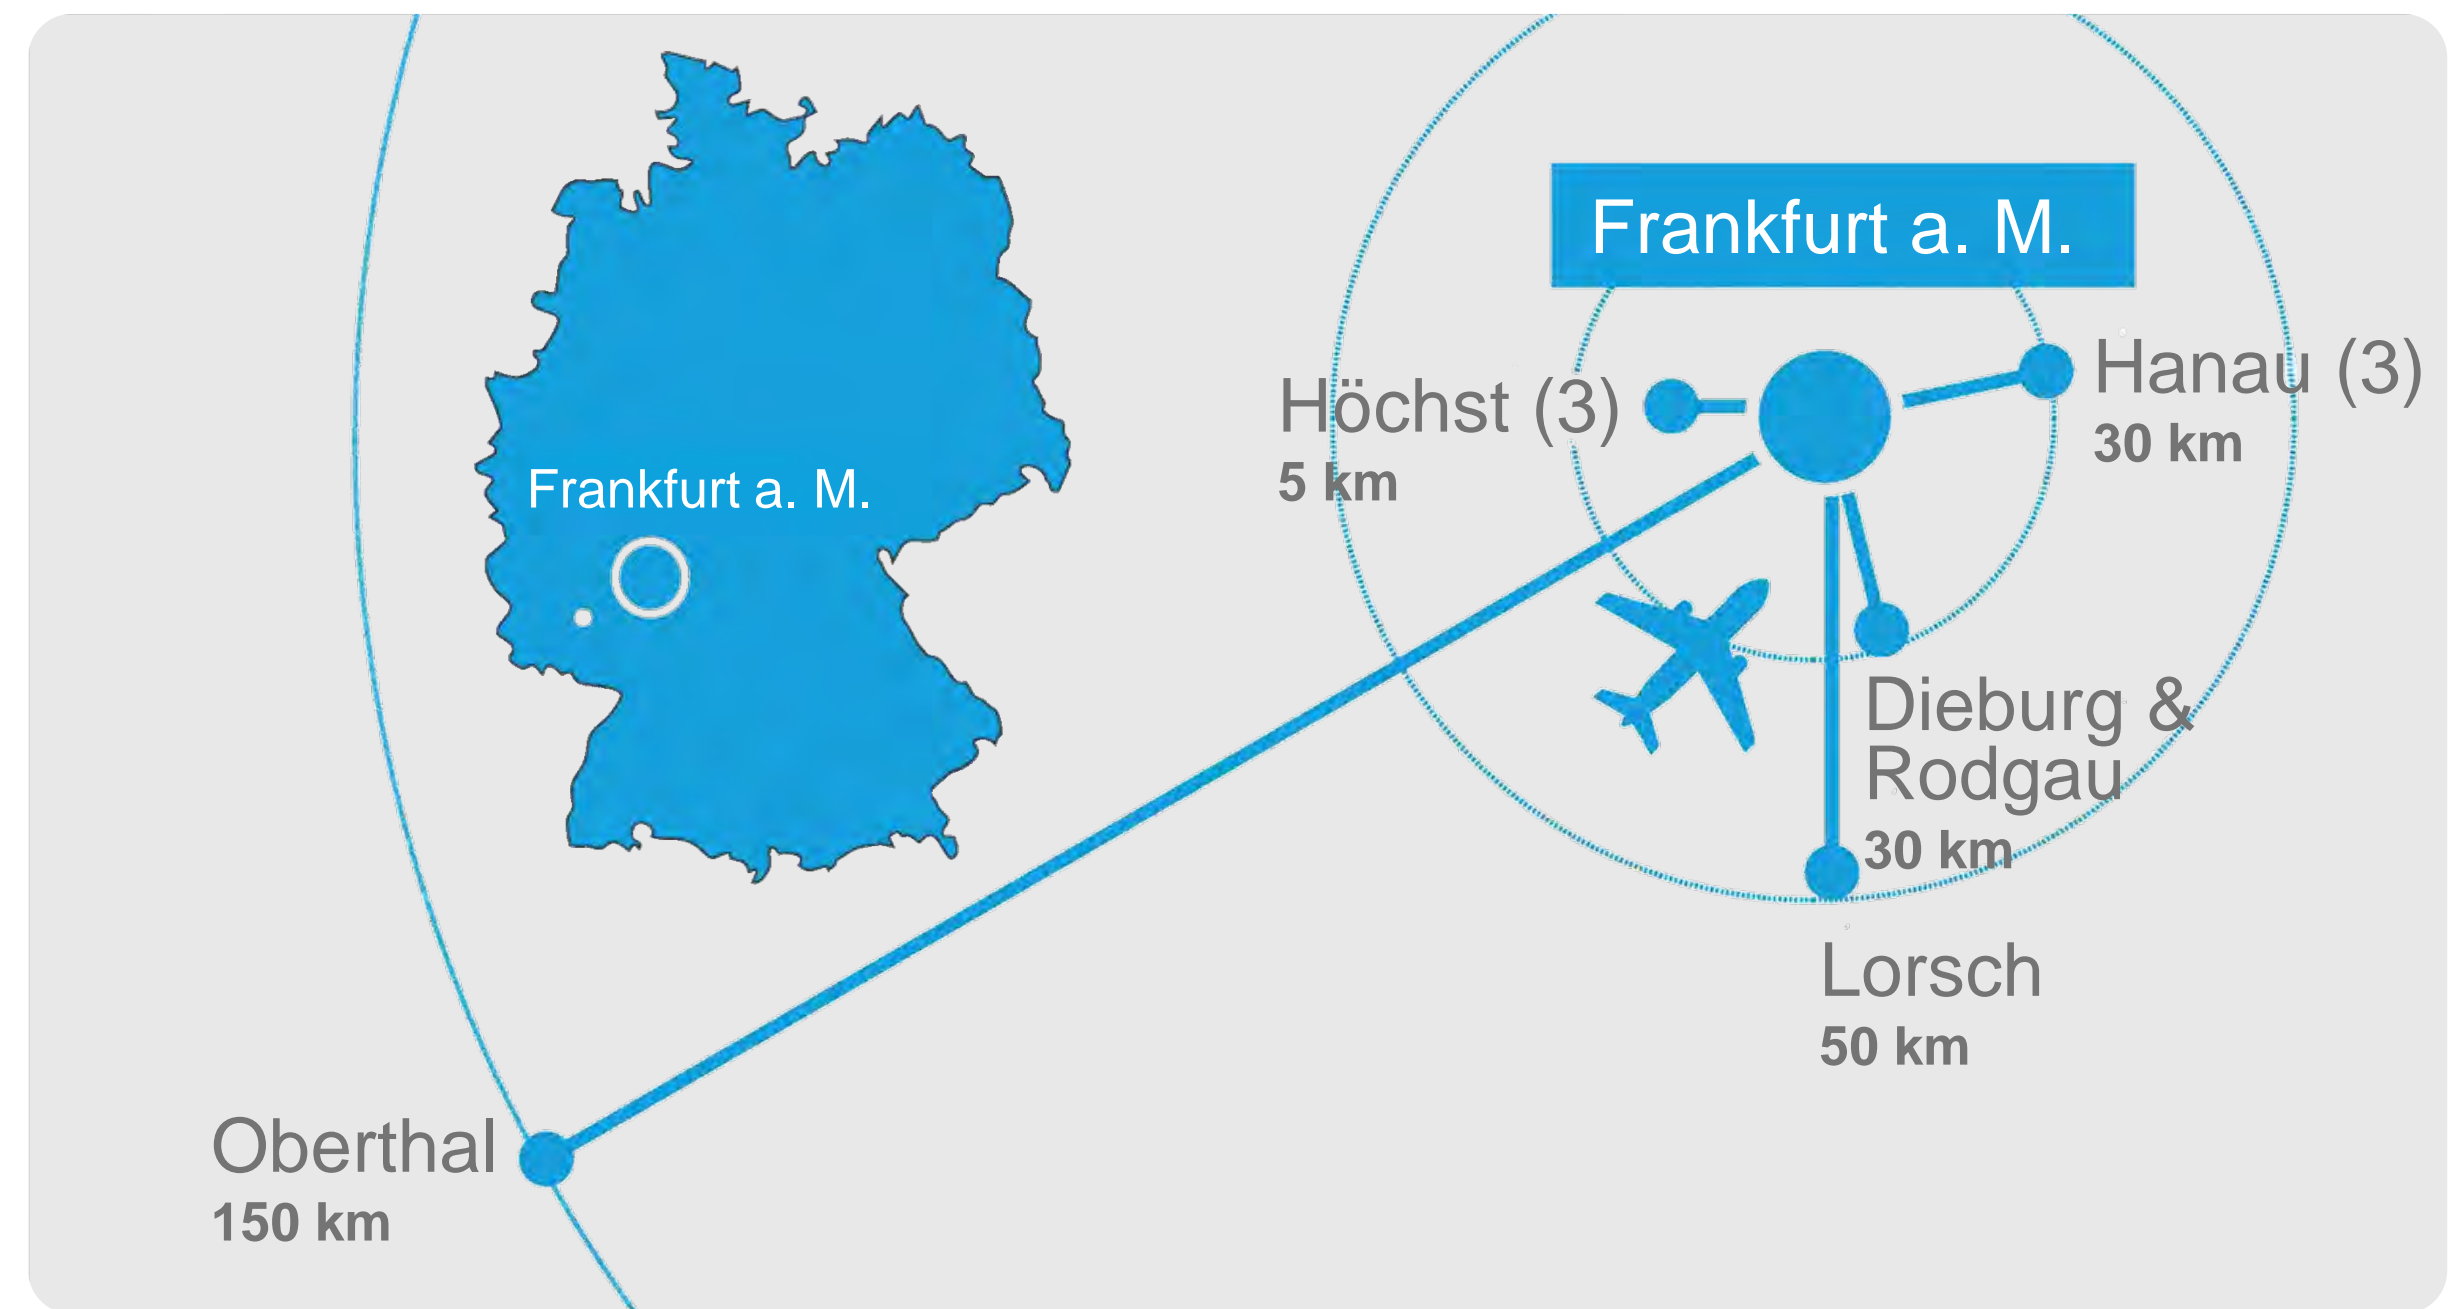 Frankfurt a. M.
Frankfurt a. M.
Höchst (3)
5 km
Hanau (3)
30 km
Dieburg &
Rodgau
30 km
Lorsch
50 km
Oberthal
150 km